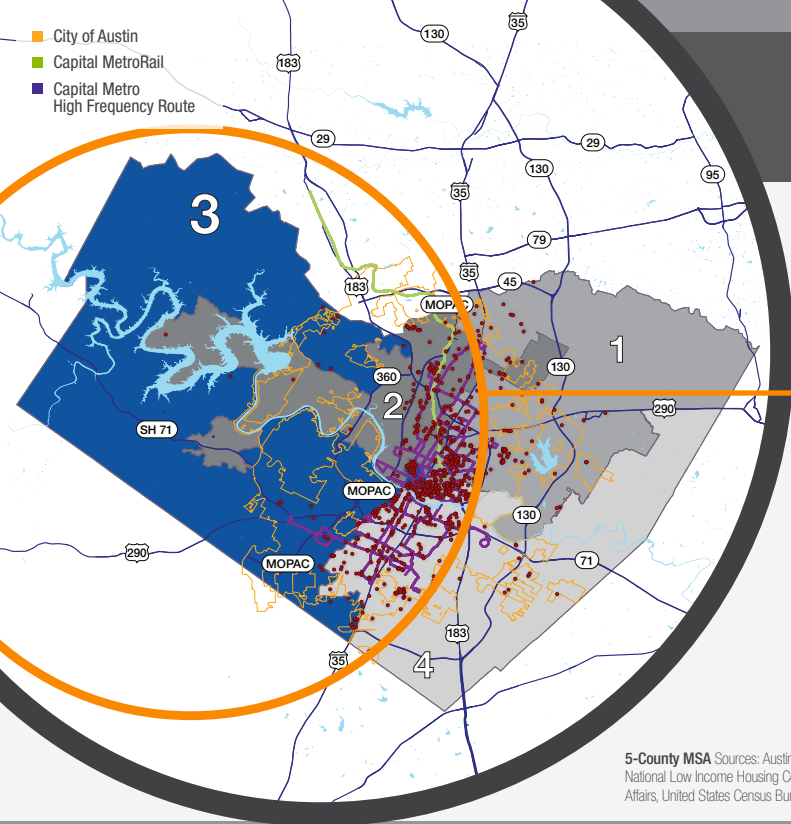 City of Austin
Capital MetroRail
Capital Metro
High Frequency Route
35
130
183
29
29
130
95
35
3
79
35
45
183
MOPAC
1
130
360
290
2
SH 71
MOPAC
130
290
71
MOPAC
183
35
4
5-County MSA Sources: Austin
National Low Income Housing
Affairs, United States Census